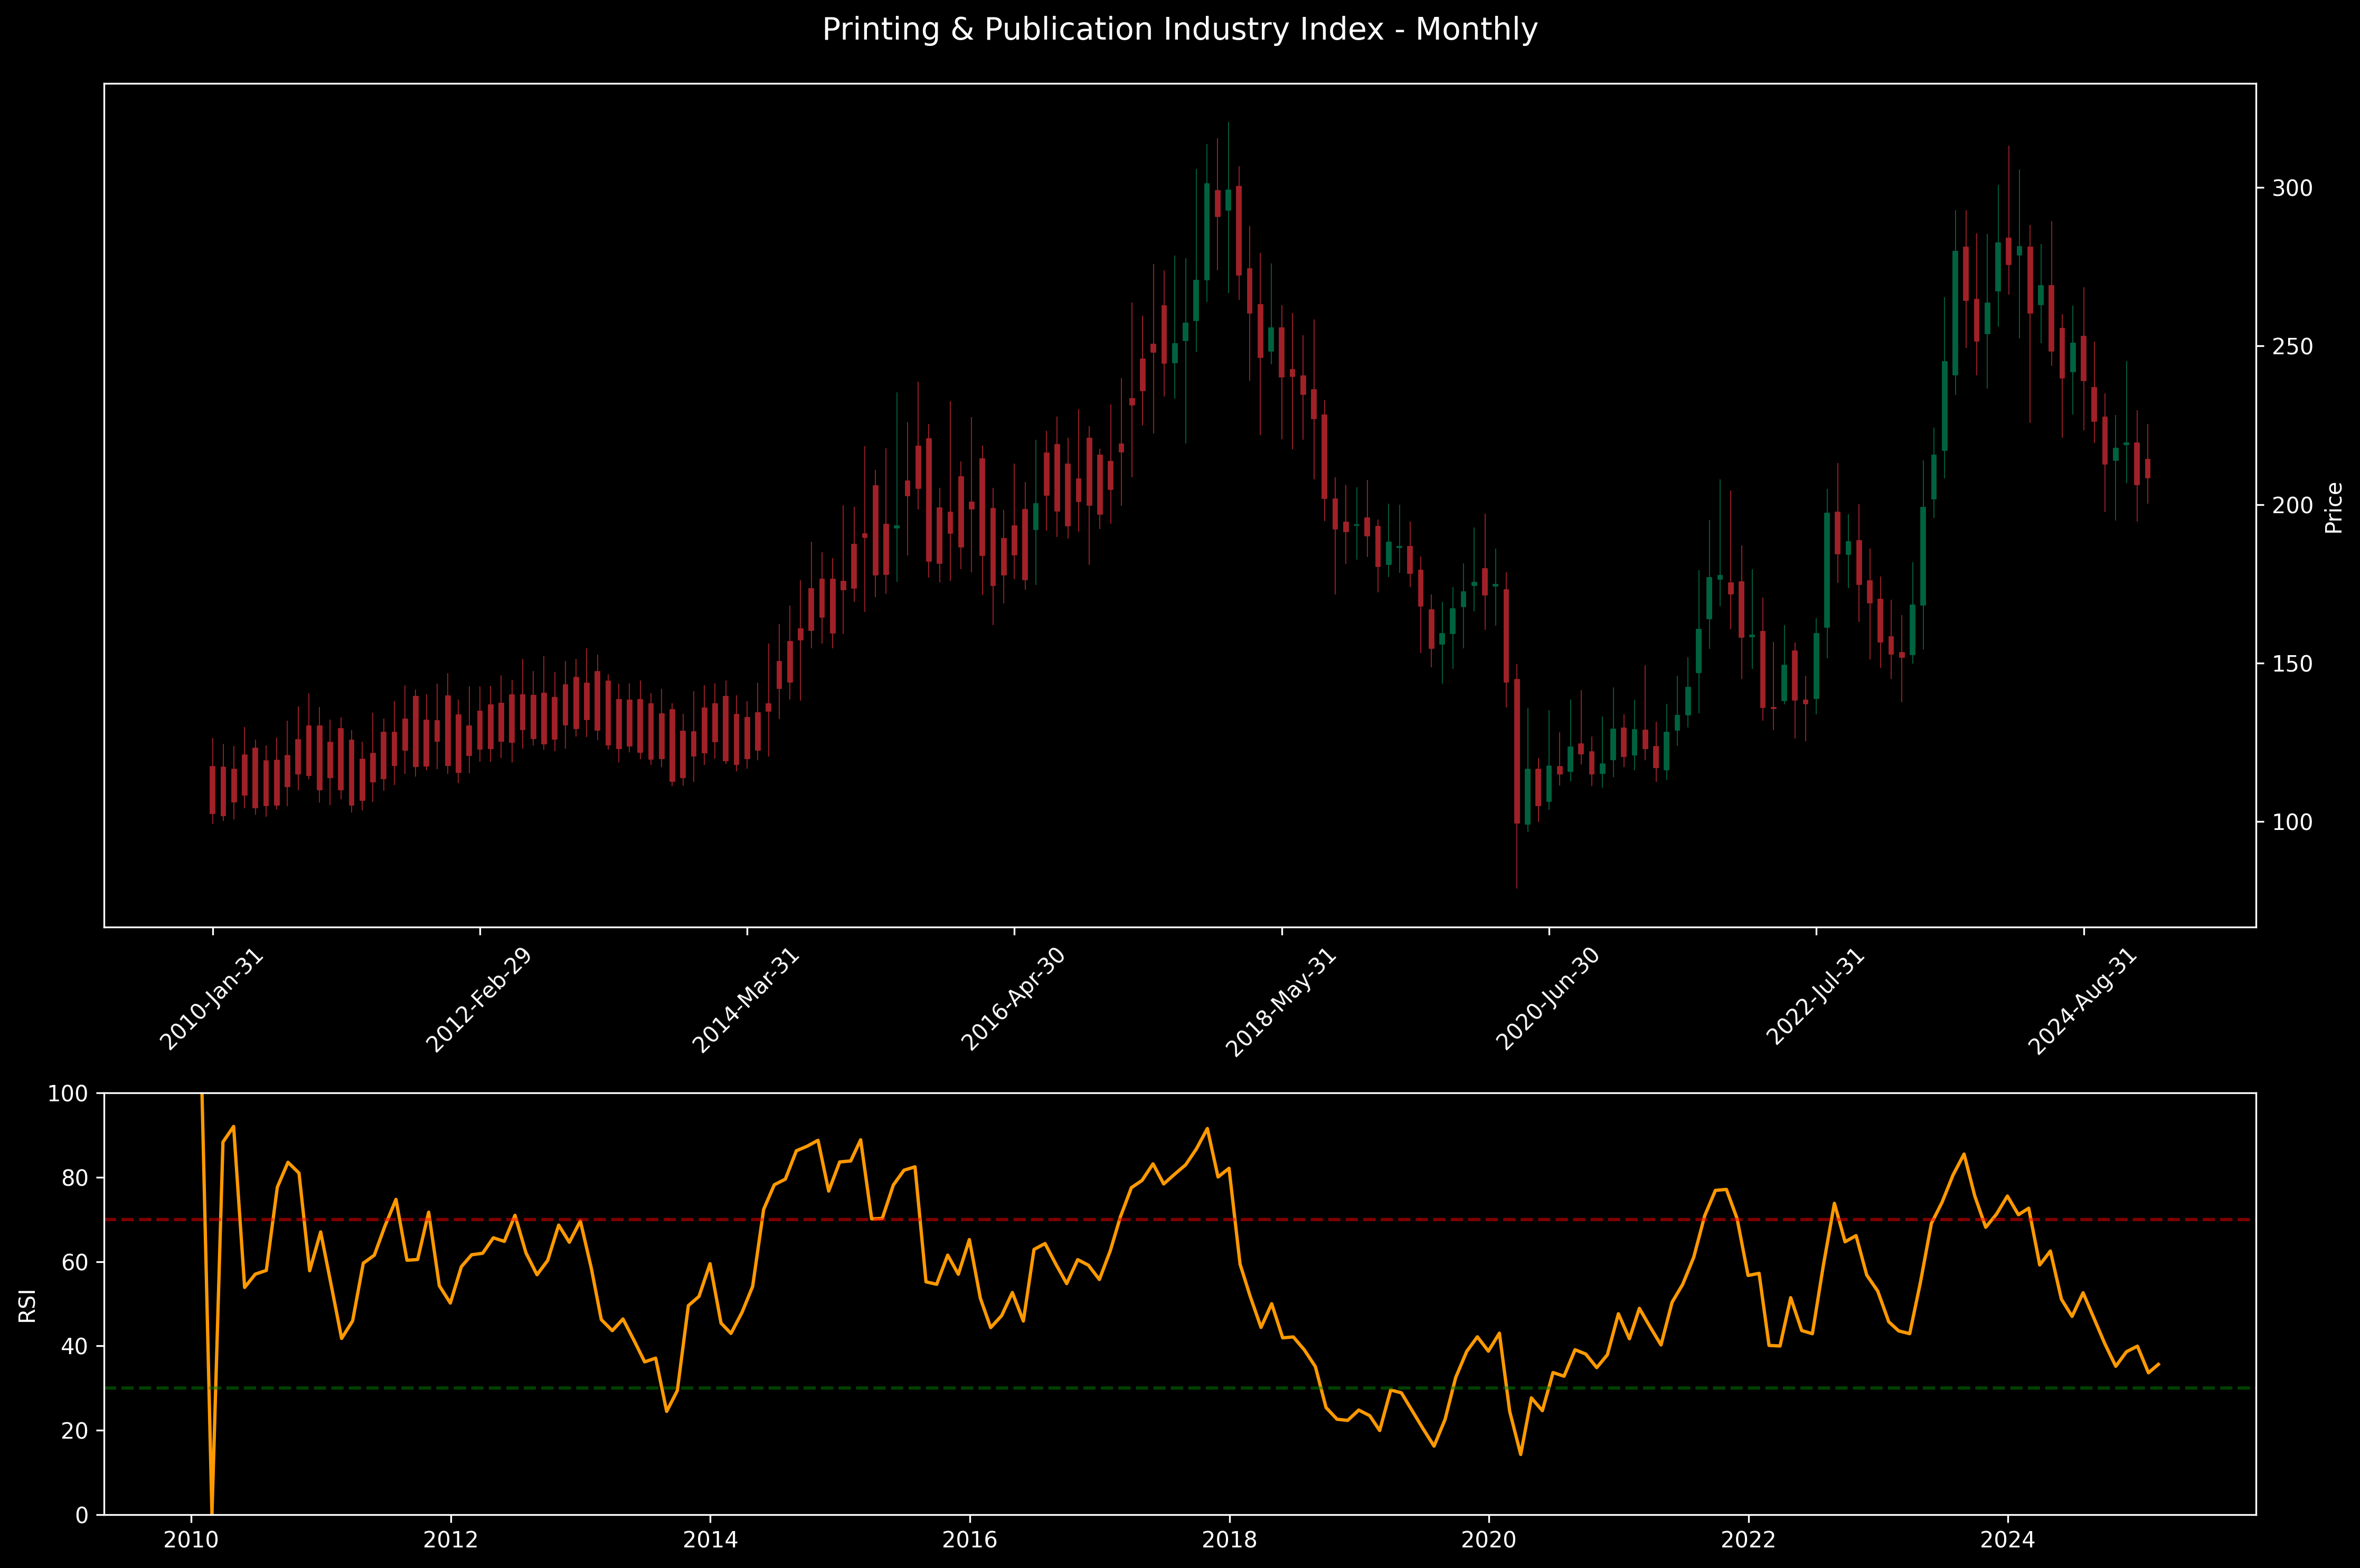 Printing & Publication Industry Index - Monthly
300
250
200
150
100
Price
2010-Jan-31
2012-Feb-29
2014-Mar-31
2016-Apr-30
2018-May-31
2020-Jun-30
2022-Jul-31
2024-Aug-31
100
80
60
40
20
0
RSI
2010
2012
2014
2016
2018
2020
2022
2024